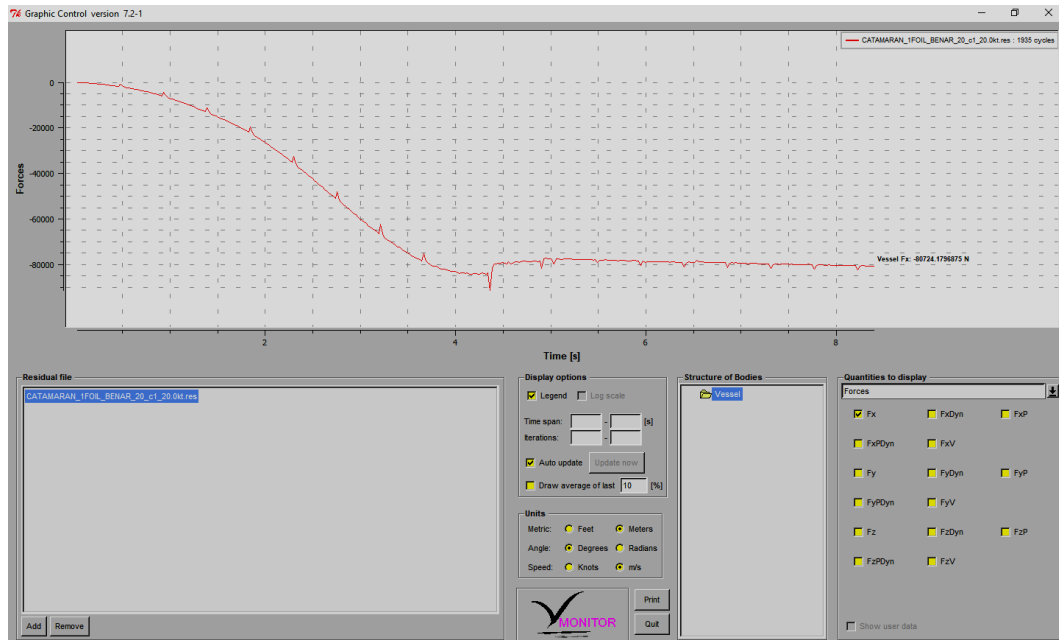 Graphic Control version 7.2-1
CATAMARAN_1FOIL_BENAR_20_c1_20.0kt.res : 1935 cycles
0
-20000
-40000
-60000
-80000
Forces
Vessel Fx: -80724.1796875 N
2
4
6
8
Time [s]
Residual file
CATAMARAN_1FOIL_BENAR_20_c1_20.0kt.res
Add Remove
Display options
Legend Log scale
Time span: - [s]
Iterations: -
Auto update Update now
Draw average of last 10 [%]
Units
Metric: Feet Meters
Angle: Degrees Radians
Speed: Knots m/s
MONITOR
Print
Quit
Structure of Bodies
Vessel
Quantities to display
Forces
Fx FxDyn FxP
FxPDyn FxV
Fy FyDyn FyP
FyPDyn FyV
Fz FzDyn FzP
FzPDyn FzV
Show user data